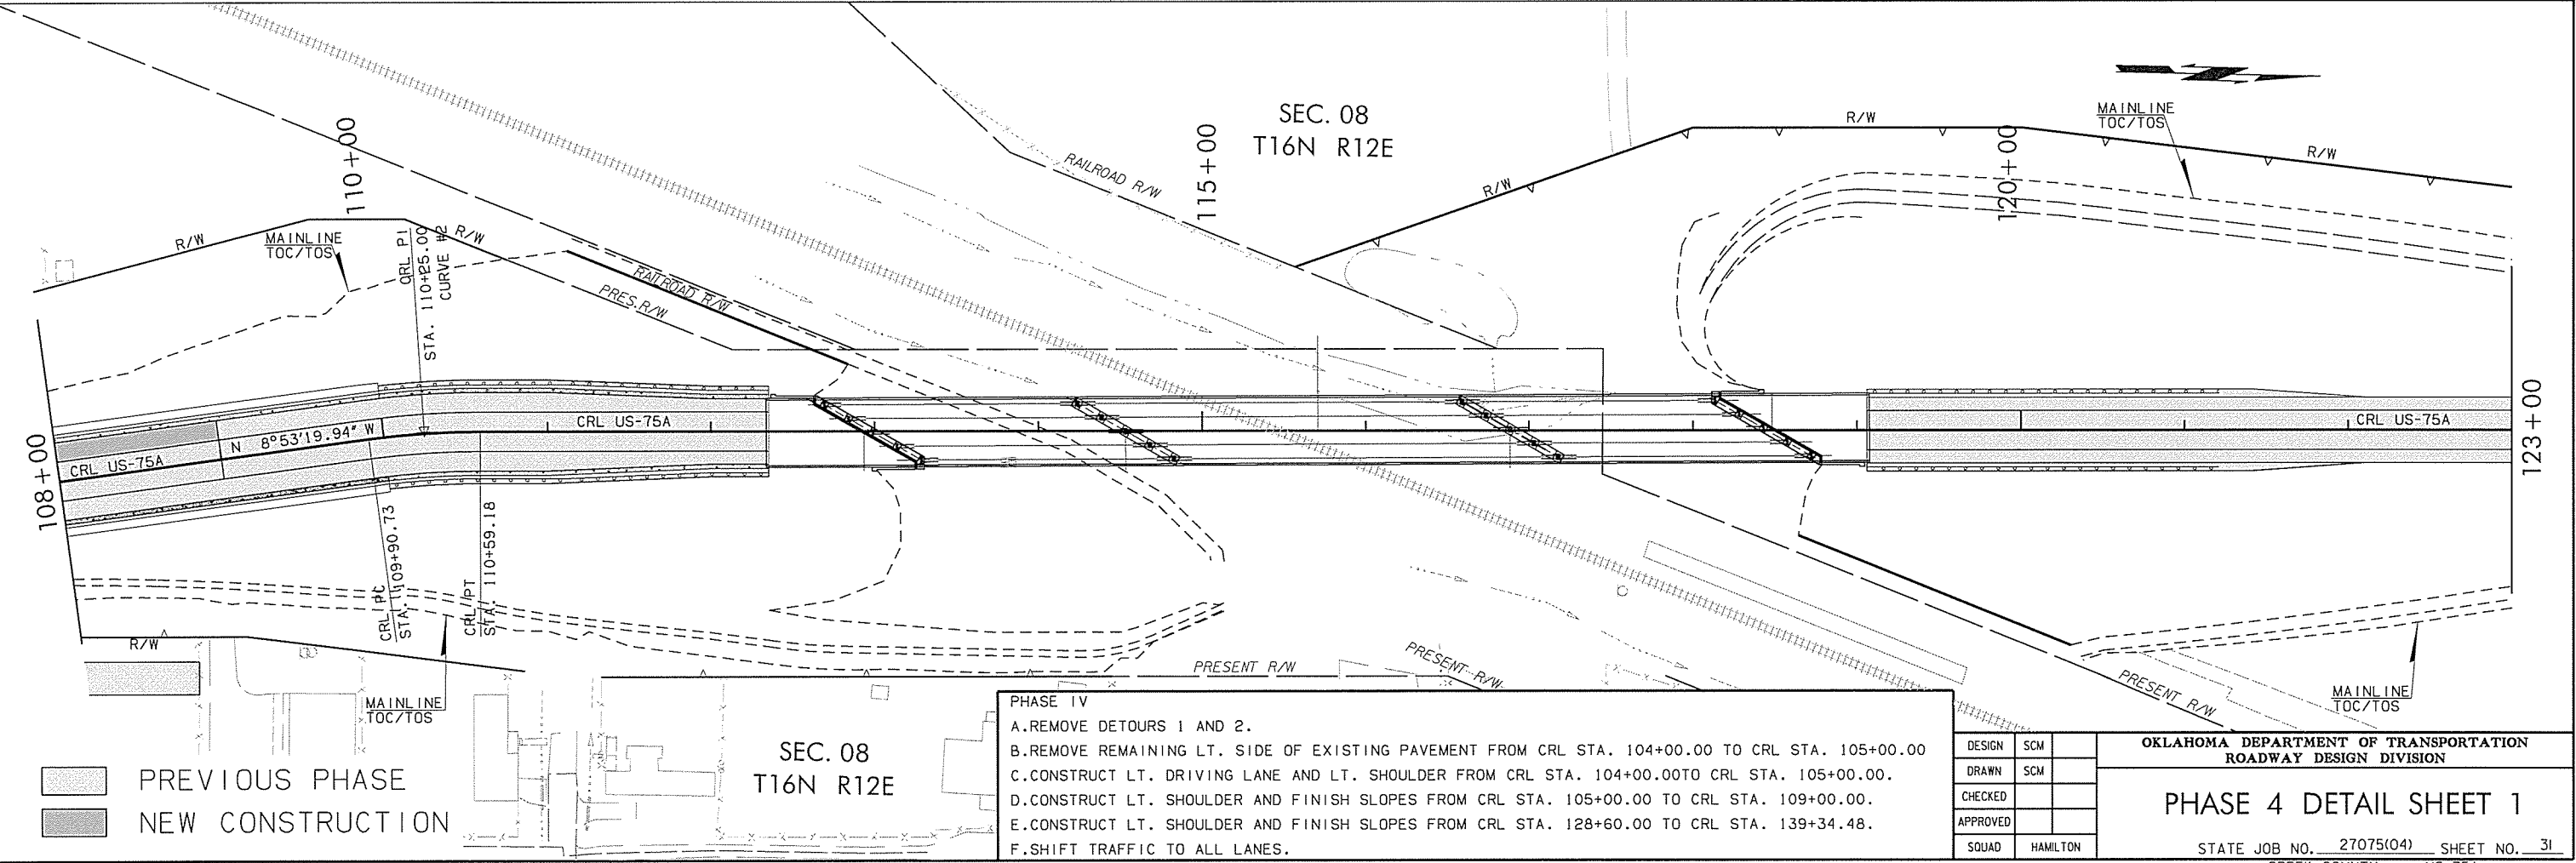 SEC. 08
T16N R12E
MAINLINE
TOC/TOS
R/W
R/W
R/W
RAILROAD R/W
110+00
115+00
120+00
R/W
MAINLINE
TOC/TOS
R/W
CRL PI
STA. 110+25.00
CURVE #2
RAILROAD R/W
PRES.R/W
108+00
CRL US-75A
N 8°53'19.94" W
CRL US-75A
CRL US-75A
123+00
CRL PC
STA. 109+90.73
CRL PT
STA. 110+59.18
R/W
MAINLINE
TOC/TOS
PRESENT R/W
PRESENT R/W
PRESENT R/W
MAINLINE
TOC/TOS
SEC. 08
T16N R12E
PREVIOUS PHASE
NEW CONSTRUCTION
PHASE IV
A.REMOVE DETOURS 1 AND 2.
B.REMOVE REMAINING LT. SIDE OF EXISTING PAVEMENT FROM CRL STA. 104+00.00 TO CRL STA. 105+00.00
C.CONSTRUCT LT. DRIVING LANE AND LT. SHOULDER FROM CRL STA. 104+00.00TO CRL STA. 105+00.00.
D.CONSTRUCT LT. SHOULDER AND FINISH SLOPES FROM CRL STA. 105+00.00 TO CRL STA. 109+00.00.
E.CONSTRUCT LT. SHOULDER AND FINISH SLOPES FROM CRL STA. 128+60.00 TO CRL STA. 139+34.48.
F.SHIFT TRAFFIC TO ALL LANES.
DESIGN SCM
DRAWN SCM
CHECKED
APPROVED
SQUAD HAMILTON
OKLAHOMA DEPARTMENT OF TRANSPORTATION
ROADWAY DESIGN DIVISION
PHASE 4 DETAIL SHEET 1
STATE JOB NO. 27075(04) SHEET NO. 31